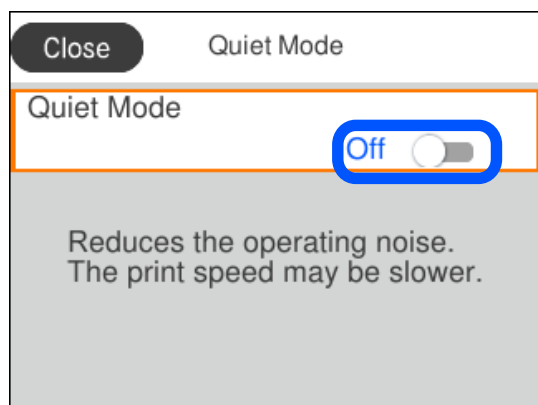 Close
Quiet Mode
Quiet Mode
Off
Reduces the operating noise.
The print speed may be slower.